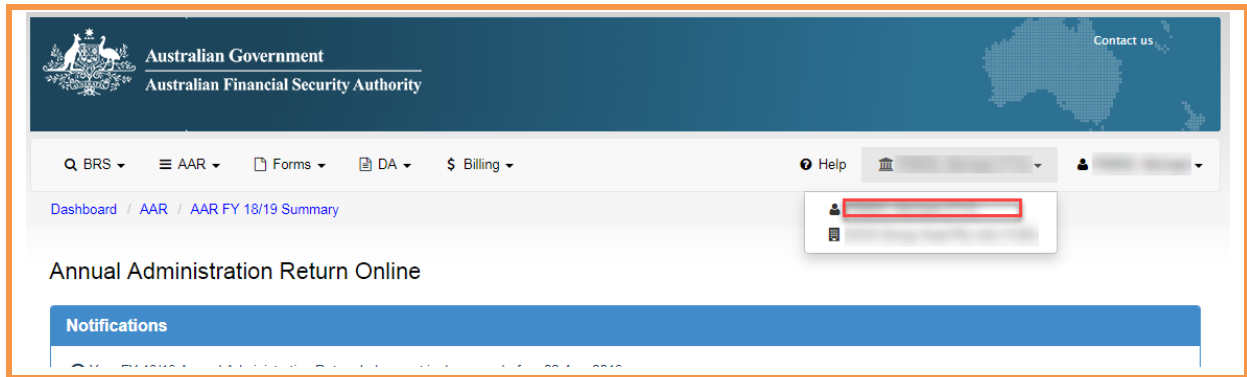 Australian Government
Australian Financial Security Authority
Contact us
BRS
AAR
Forms
DA
$ Billing
Help
Dashboard / AAR / AAR FY 18/19 Summary
Annual Administration Return Online
Notifications